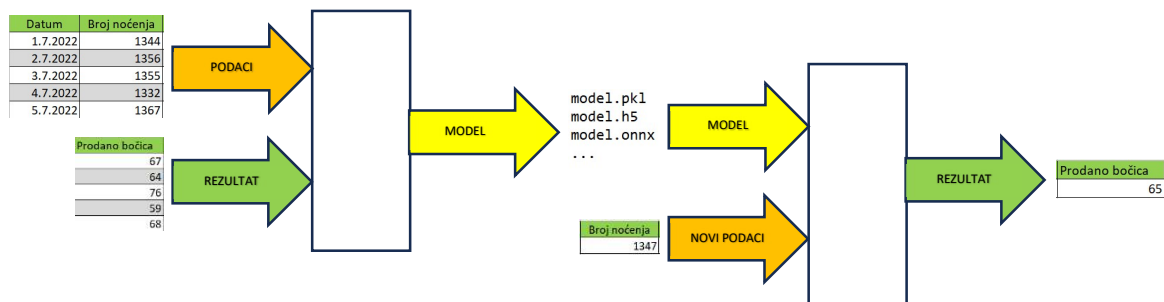 Datum Broj noćenja
1.7.2022 1344
2.7.2022 1356
3.7.2022 1355
4.7.2022 1332
5.7.2022 1367
PODACI
Prodano bočica
67
64
76
59
68
REZULTAT
MODEL
model.pkl
model.h5
model.onnx
...
MODEL
Broj noćenja
1347
NOVI PODACI
REZULTAT
Prodano bočica
65